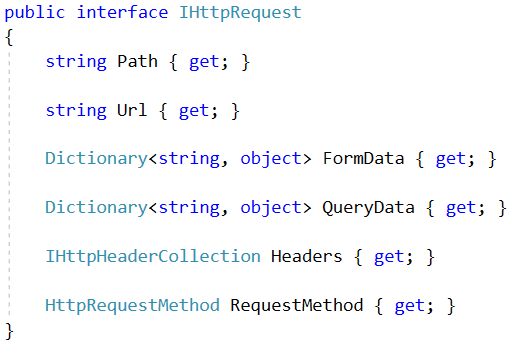 public interface IHttpRequest
{
string Path { get; }
string Url { get; }
Dictionary<string, object> FormData { get; }
Dictionary<string, object> QueryData { get; }
IHttpHeaderCollection Headers { get; }
HttpRequestMethod RequestMethod { get; }
}